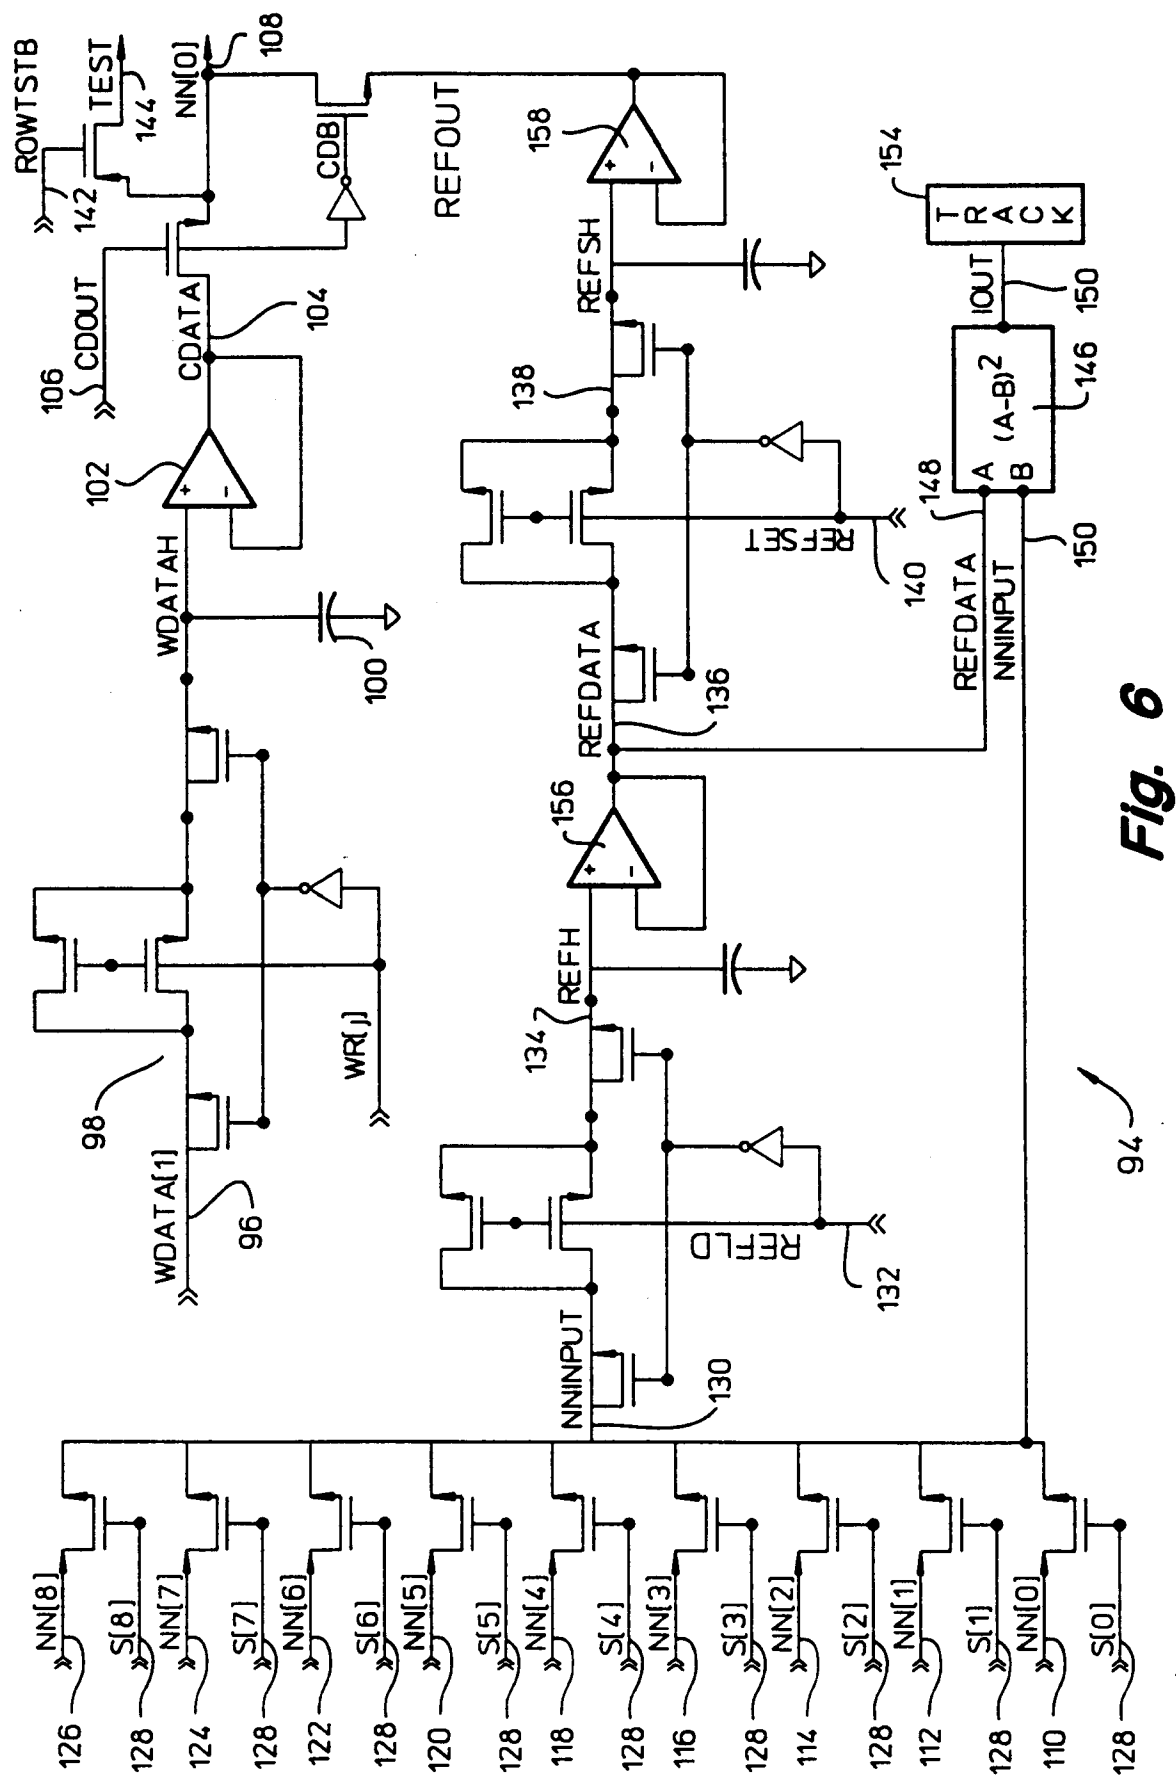 ROWTSTB
142
TEST
144
NN[0]
108
106
CDOUT
CDATA
104
CDB
REFOUT
102
+
-
WDATAH
100
98
WR[j]
WDATA[1]
96
158
+
-
REFSH
138
REFSET
140
REFDATA
136
156
+
-
REFH
134
REFLD
132
NNINPUT
130
154
TRACK
IOUT
150
(A-B)2
146
A
B
148
REFDATA
NNINPUT
150
94
NN[8]
126
S[8]
128
NN[7]
124
S[7]
128
NN[6]
122
S[6]
128
NN[5]
120
S[5]
128
NN[4]
118
S[4]
128
NN[3]
116
S[3]
128
NN[2]
114
S[2]
128
NN[1]
112
S[1]
128
NN[0]
110
S[0]
128
Fig. 6